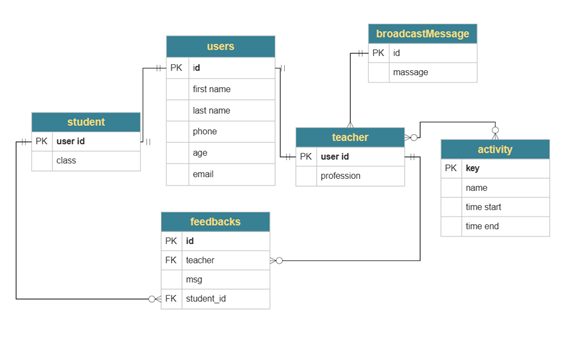 users
PK id
first name
last name
phone
age
email
broadcastMessage
PK id
massage
student
PK user id
class
teacher
PK user id
profession
activity
PK key
name
time start
time end
feedbacks
PK id
FK teacher
msg
FK student_id